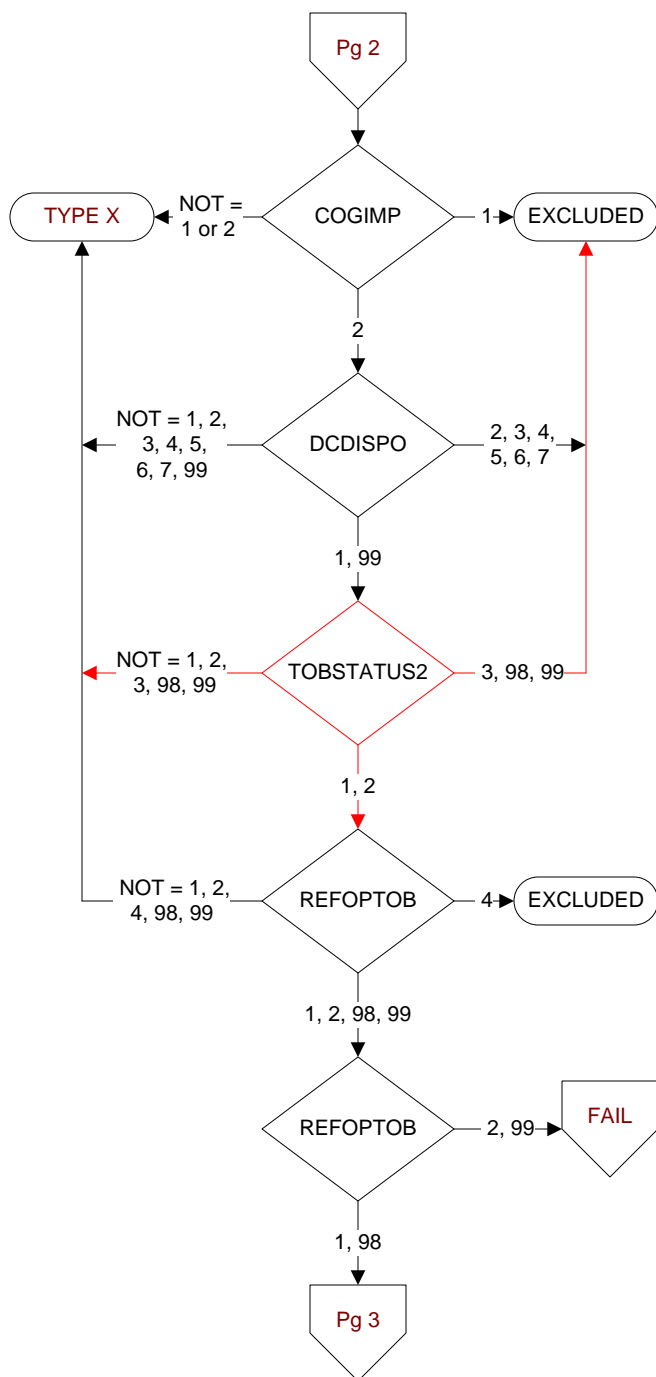 Pg 2
COGIMP
NOT =
1 or 2
TYPE X
1
EXCLUDED
2
DCDISPO
NOT = 1, 2,
3, 4, 5,
6, 7, 99
2, 3, 4,
5, 6, 7
1, 99
TOBSTATUS2
NOT = 1, 2,
3, 98, 99
3, 98, 99
1, 2
REFOPTOB
NOT = 1, 2,
4, 98, 99
4
EXCLUDED
1, 2, 98, 99
REFOPTOB
2, 99
FAIL
1, 98
Pg 3